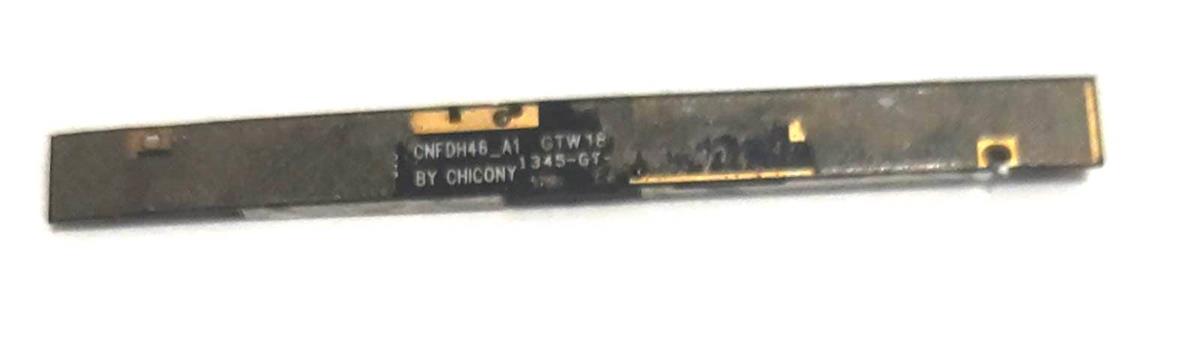 CNFDH46_A1 GTW18
1345-GT-
BY CHICONY